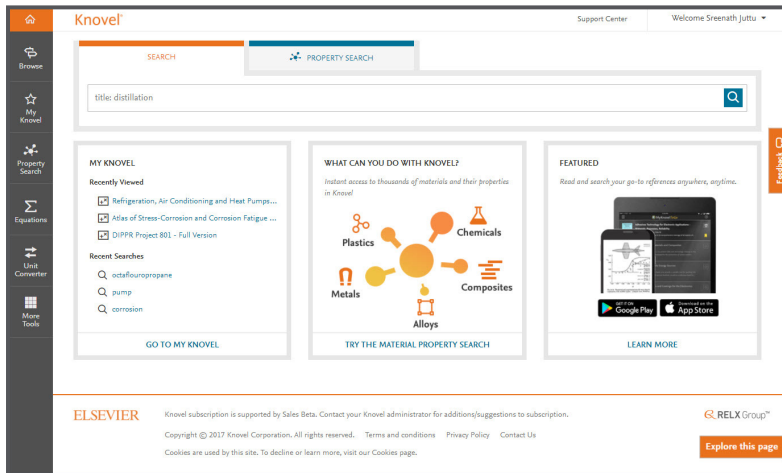 Knovel®
Support Center
Welcome Sreenath Juttu
Browse
My
Knovel
Property
Search
Equations
Unit
Converter
More
Tools
SEARCH
PROPERTY SEARCH
title: distillation
Feedback
MY KNOVEL
Recently Viewed
Refrigeration, Air Conditioning and Heat Pumps...
Atlas of Stress-Corrosion and Corrosion Fatigue ...
DIPPR Project 801 - Full Version
Recent Searches
octaflouropropane
pump
corrosion
GO TO MY KNOVEL
WHAT CAN YOU DO WITH KNOVEL?
Instant access to thousands of materials and their properties
in Knovel
Plastics
Chemicals
Metals
Composites
Alloys
TRY THE MATERIAL PROPERTY SEARCH
FEATURED
Read and search your go-to references anywhere, anytime.
GET IT ON
Google Play
Download on the
App Store
LEARN MORE
ELSEVIER
Knovel subscription is supported by Sales Beta. Contact your Knovel administrator for additions/suggestions to subscription.
Copyright © 2017 Knovel Corporation. All rights reserved. Terms and conditions Privacy Policy Contact Us
Cookies are used by this site. To decline or learn more, visit our Cookies page.
RELX Group™
Explore this page